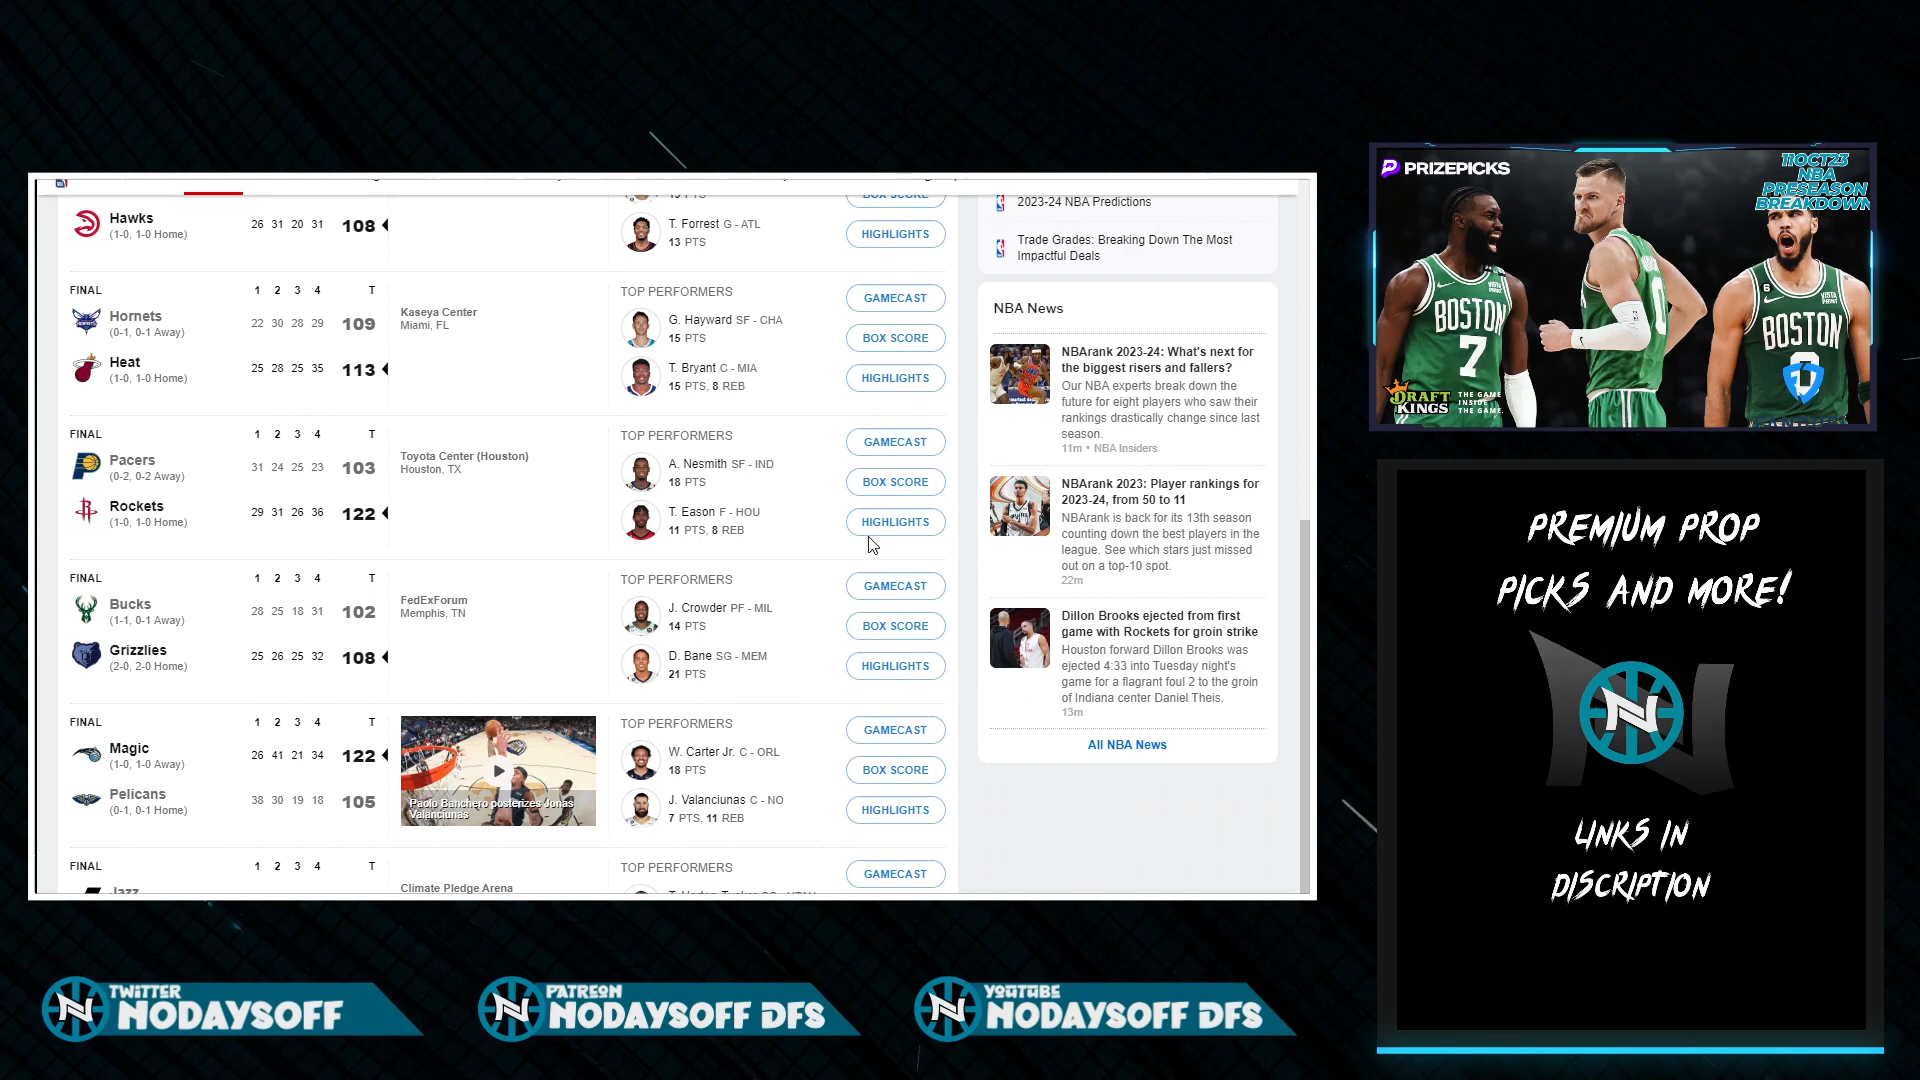 BOX SCORE
Hawks
(1-0, 1-0 Home)
26 31 20 31 108
T. Forrest G - ATL
13 PTS
HIGHLIGHTS
FINAL 1 2 3 4 T
Hornets
(0-1, 0-1 Away)
22 30 28 29 109
Heat
(1-0, 1-0 Home)
25 28 25 35 113
Kaseya Center
Miami, FL
TOP PERFORMERS
G. Hayward SF - CHA
15 PTS
T. Bryant C - MIA
15 PTS, 8 REB
GAMECAST
BOX SCORE
HIGHLIGHTS
FINAL 1 2 3 4 T
Pacers
(0-2, 0-2 Away)
31 24 25 23 103
Rockets
(1-0, 1-0 Home)
29 31 26 36 122
Toyota Center (Houston)
Houston, TX
TOP PERFORMERS
A. Nesmith SF - IND
18 PTS
T. Eason F - HOU
11 PTS, 8 REB
GAMECAST
BOX SCORE
HIGHLIGHTS
FINAL 1 2 3 4 T
Bucks
(1-1, 0-1 Away)
28 25 18 31 102
Grizzlies
(2-0, 2-0 Home)
25 26 25 32 108
FedExForum
Memphis, TN
TOP PERFORMERS
J. Crowder PF - MIL
14 PTS
D. Bane SG - MEM
21 PTS
GAMECAST
BOX SCORE
HIGHLIGHTS
FINAL 1 2 3 4 T
Magic
(1-0, 1-0 Away)
26 41 21 34 122
Pelicans
(0-1, 0-1 Home)
38 30 19 18 105
Paolo Banchero posterizes Jonas
Valanciunas
TOP PERFORMERS
W. Carter Jr. C - ORL
18 PTS
J. Valanciunas C - NO
7 PTS, 11 REB
GAMECAST
BOX SCORE
HIGHLIGHTS
FINAL 1 2 3 4 T
Jazz
Climate Pledge Arena
TOP PERFORMERS
GAMECAST
2023-24 NBA Predictions
Trade Grades: Breaking Down The Most
Impactful Deals
NBA News
NBArank 2023-24: What's next for
the biggest risers and fallers?
Our NBA experts break down the
future for eight players who saw their
rankings drastically change since last
season.
11m • NBA Insiders
NBArank 2023: Player rankings for
2023-24, from 50 to 11
NBArank is back for its 13th season
counting down the best players in the
league. See which stars just missed
out on a top-10 spot.
22m
Dillon Brooks ejected from first
game with Rockets for groin strike
Houston forward Dillon Brooks was
ejected 4:33 into Tuesday night's
game for a flagrant foul 2 to the groin
of Indiana center Daniel Theis.
13m
All NBA News
PRIZEPICKS
11OCT23
NBA
PRESEASON
BREAKDOWN
BOSTON
7
BOSTON
0
6
VISTA
PRINT
VISTA
PRINT
DRAFT
KINGS
THE GAME
INSIDE
THE GAME.
PREMIUM PROP
PICKS AND MORE!
N
LINKS IN
DISCRIPTION
N
TWITTER
NODAYSOFF
N
PATREON
NODAYSOFF DFS
N
YOUTUBE
NODAYSOFF DFS